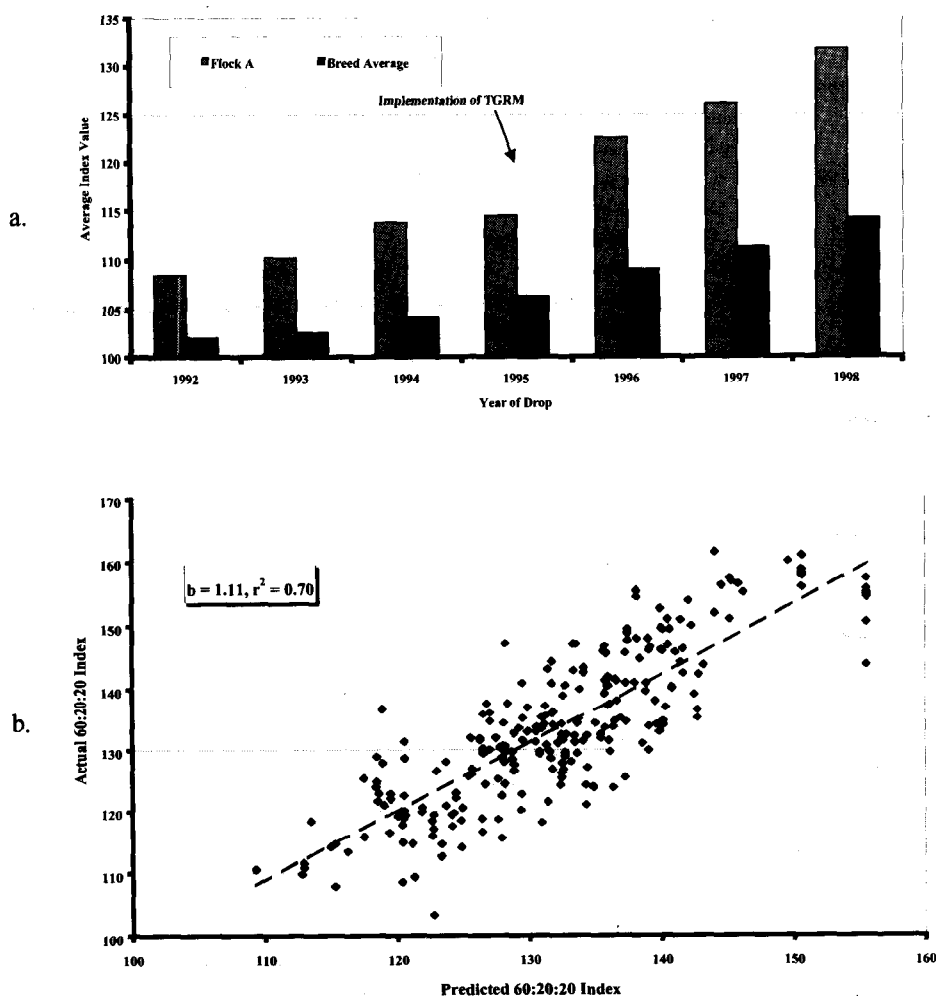 a.
135
130
125
120
115
110
105
100
Average Index Value
Flock A Breed Average
Implementation of TGRM
1992 1993 1994 1995 1996 1997 1998
Year of Drop
b.
170
160
150
140
130
120
110
100
Actual 60:20:20 Index
b = 1.11, r² = 0.70
100 110 120 130 140 150 160
Predicted 60:20:20 Index